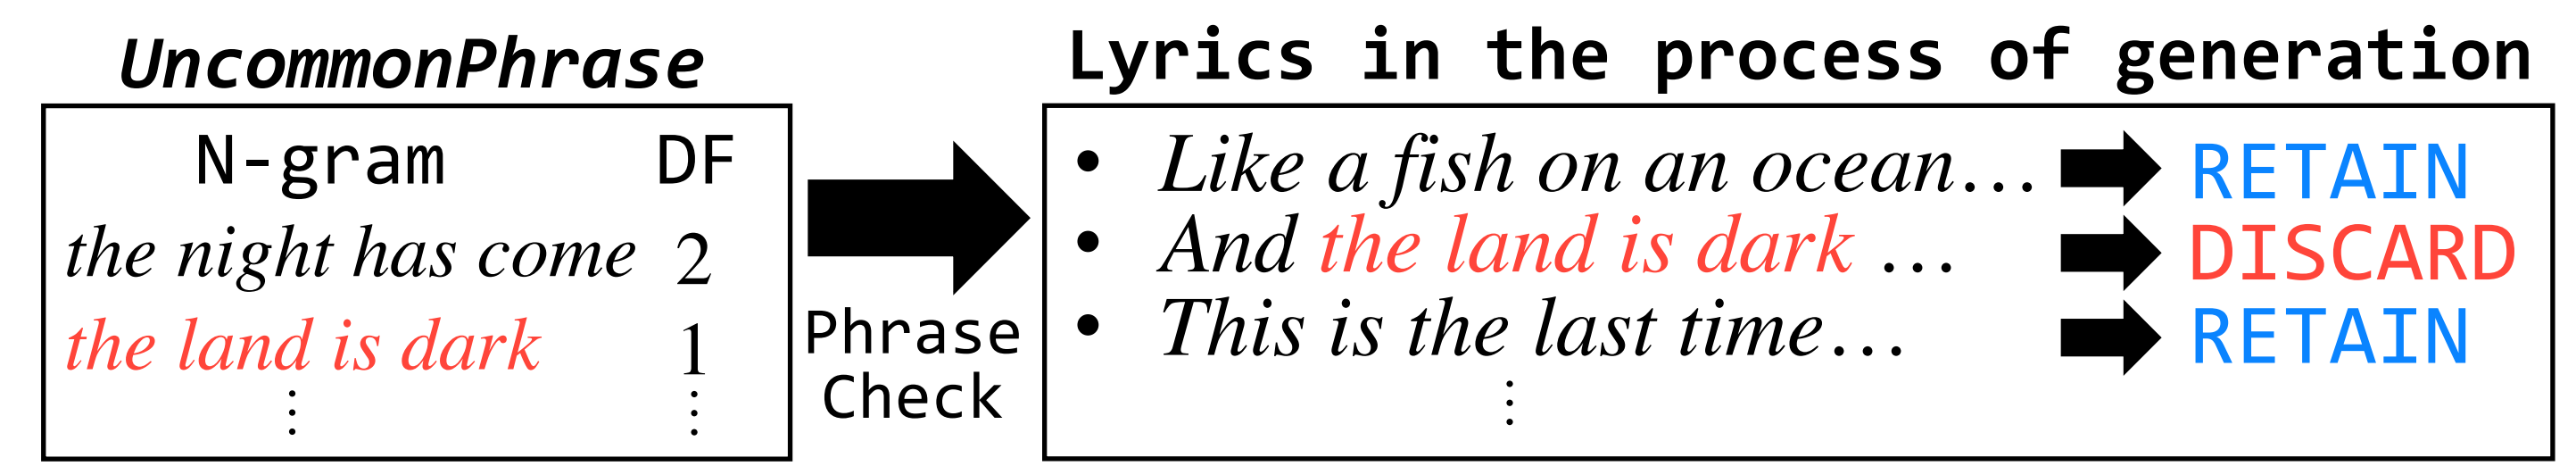 UncommonPhrase
N-gram DF
the night has come 2
the land is dark 1
⋮ ⋮
Phrase
Check
Lyrics in the process of generation
• Like a fish on an ocean… RETAIN
• And the land is dark … DISCARD
• This is the last time… RETAIN
⋮